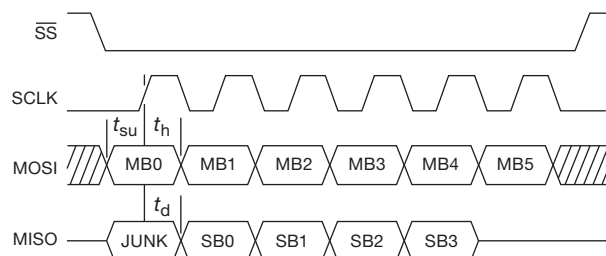 SS
SCLK
tsu th
MOSI MB0 MB1 MB2 MB3 MB4 MB5
td
MISO JUNK SB0 SB1 SB2 SB3